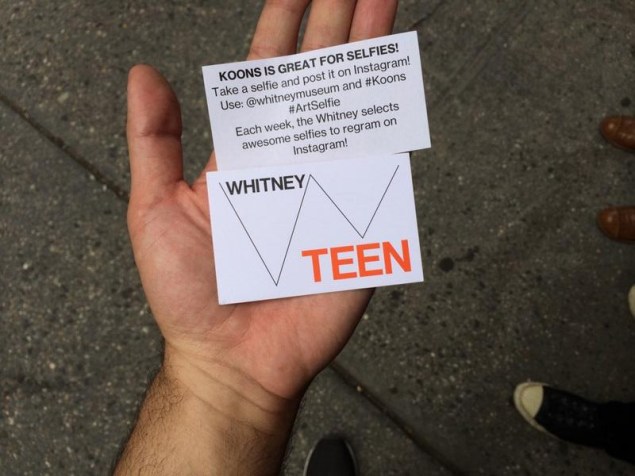 KOONS IS GREAT FOR SELFIES!
Take a selfie and post it on Instagram!
Use: @whitneymuseum and #Koons
#ArtSelfie
Each week, the Whitney selects
awesome selfies to regram on
Instagram!
WHITNEY
TEEN